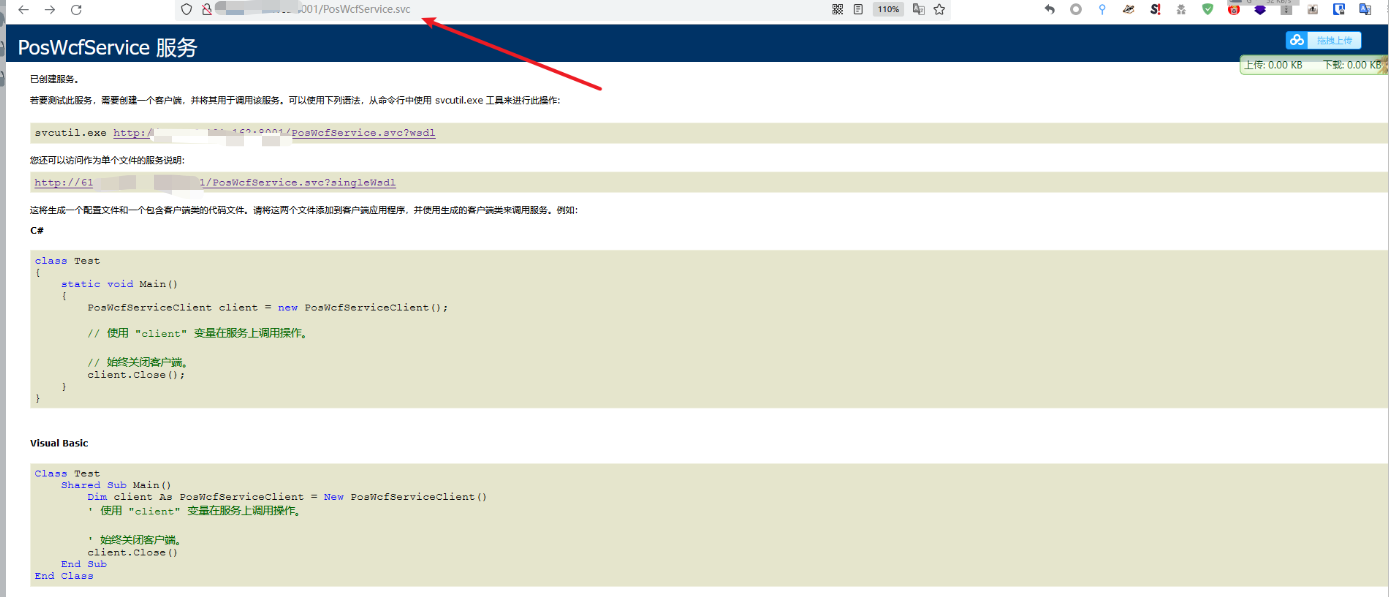 001/PosWcfService.svc
110%
S!
PosWcfService 服务
拖拽上传
上传: 0.00 KB 下载: 0.00 KB
已创建服务。
若要测试此服务，需要创建一个客户端，并将其用于调用该服务。可以使用下列语法，从命令行中使用 svcutil.exe 工具来进行此操作:
svcutil.exe http:/ :8001/PosWcfService.svc?wsdl
您还可以访问作为单个文件的服务说明:
http://61 1/PosWcfService.svc?singleWsdl
这将生成一个配置文件和一个包含客户端类的代码文件。请将这两个文件添加到客户端应用程序，并使用生成的客户端类来调用服务。例如:
C#
class Test
{
static void Main()
{
PosWcfServiceClient client = new PosWcfServiceClient();
// 使用 "client" 变量在服务上调用操作。
// 始终关闭客户端。
client.Close();
}
}
Visual Basic
Class Test
Shared Sub Main()
Dim client As PosWcfServiceClient = New PosWcfServiceClient()
' 使用 "client" 变量在服务上调用操作。
' 始终关闭客户端。
client.Close()
End Sub
End Class